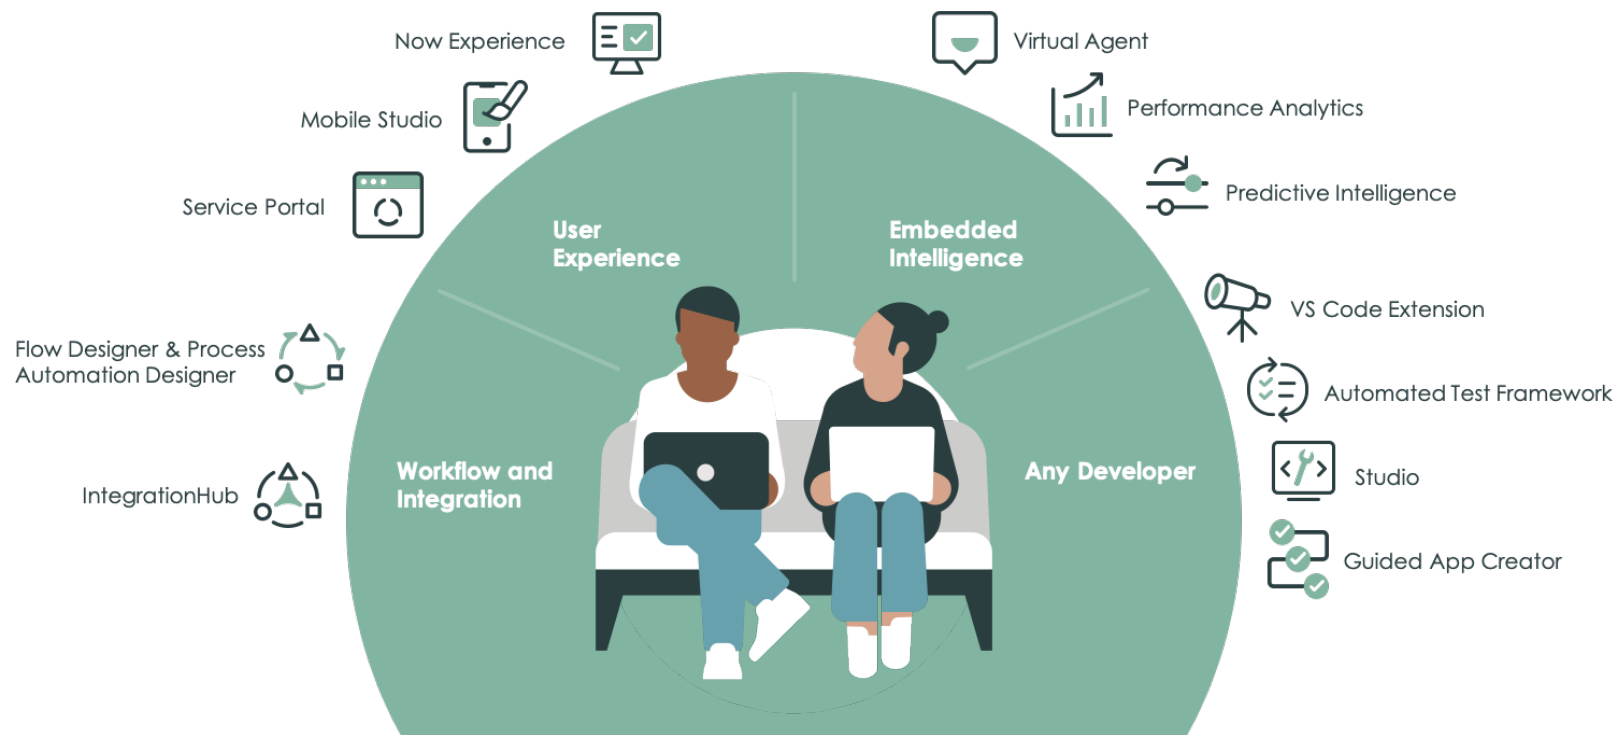 Now Experience
Mobile Studio
Service Portal
Flow Designer & Process
Automation Designer
IntegrationHub
User
Experience
Embedded
Intelligence
Workflow and
Integration
Any Developer
Virtual Agent
Performance Analytics
Predictive Intelligence
VS Code Extension
Automated Test Framework
Studio
Guided App Creator